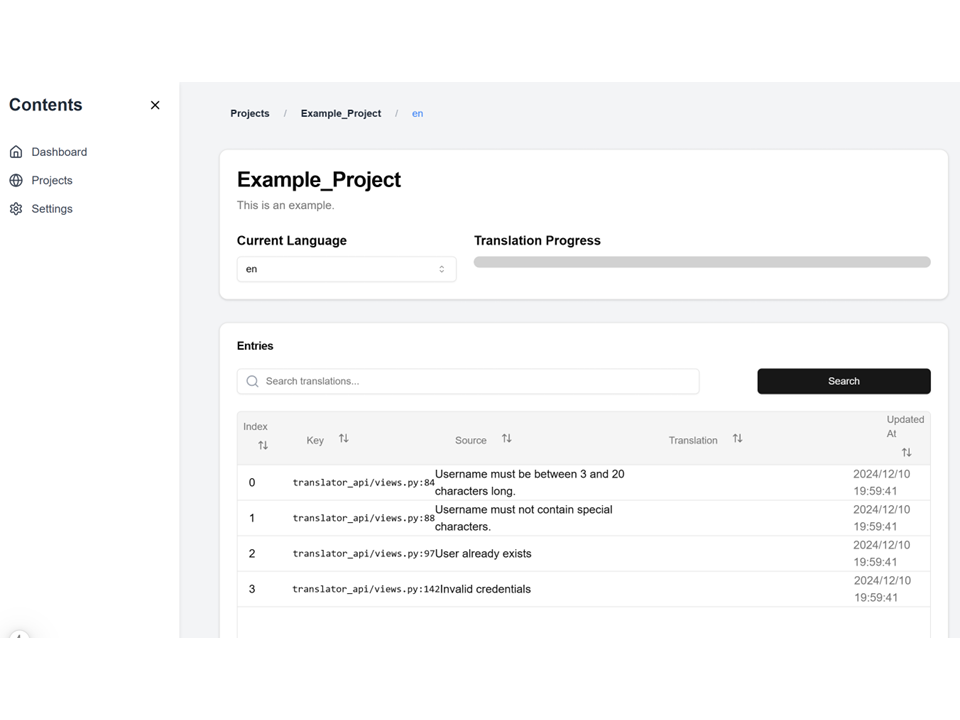 Contents
Dashboard
Projects
Settings
Projects / Example_Project / en
Example_Project
This is an example.
Current Language
Translation Progress
en
Entries
Search translations...
Search
Index Key Source Translation Updated At
0 translator_api/views.py:84 Username must be between 3 and 20 characters long. 2024/12/10 19:59:41
1 translator_api/views.py:88 Username must not contain special characters. 2024/12/10 19:59:41
2 translator_api/views.py:97 User already exists 2024/12/10 19:59:41
3 translator_api/views.py:142 Invalid credentials 2024/12/10 19:59:41